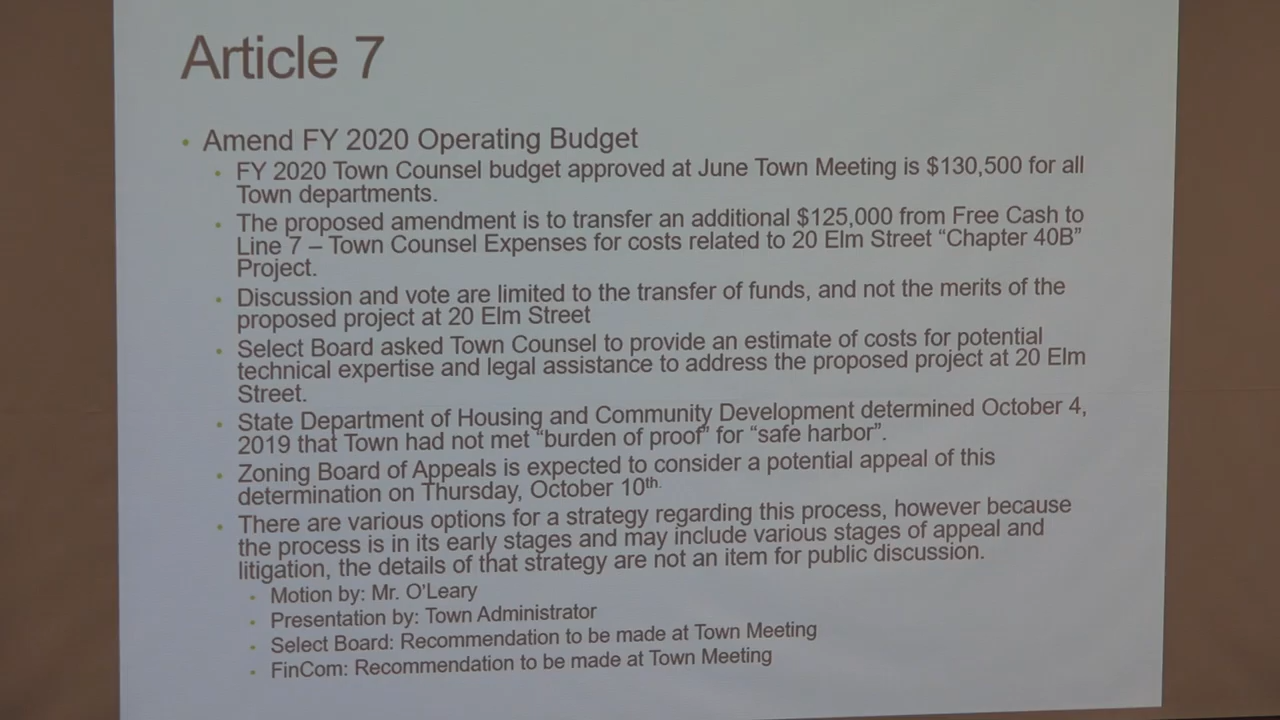 Article 7
• Amend FY 2020 Operating Budget
• FY 2020 Town Counsel budget approved at June Town Meeting is $130,500 for all
Town departments.
• The proposed amendment is to transfer an additional $125,000 from Free Cash to
Line 7 – Town Counsel Expenses for costs related to 20 Elm Street “Chapter 40B”
Project.
• Discussion and vote are limited to the transfer of funds, and not the merits of the
proposed project at 20 Elm Street
• Select Board asked Town Counsel to provide an estimate of costs for potential
technical expertise and legal assistance to address the proposed project at 20 Elm
Street.
• State Department of Housing and Community Development determined October 4,
2019 that Town had not met “burden of proof” for “safe harbor”.
• Zoning Board of Appeals is expected to consider a potential appeal of this
determination on Thursday, October 10th.
• There are various options for a strategy regarding this process, however because
the process is in its early stages and may include various stages of appeal and
litigation, the details of that strategy are not an item for public discussion.
• Motion by: Mr. O’Leary
• Presentation by: Town Administrator
• Select Board: Recommendation to be made at Town Meeting
• FinCom: Recommendation to be made at Town Meeting